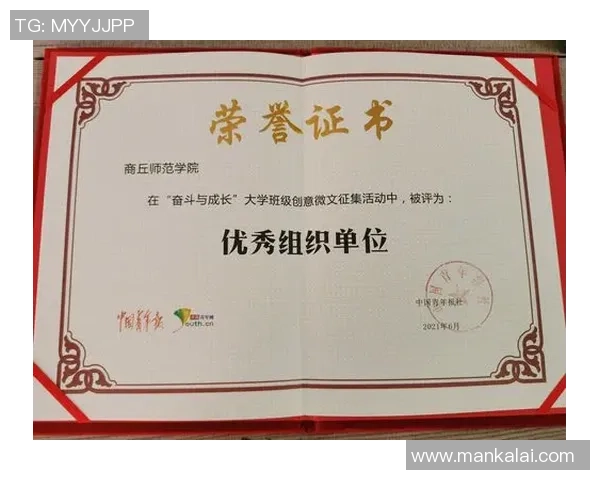 TG: MYYJJPP
荣誉证书
商丘师范学院
在“奋斗与成长”大学班级创意微文征集活动中，被评为：
优秀组织单位
中国青年报
youth.cn
中国青年报社
2021年6月
www.mankalai.com